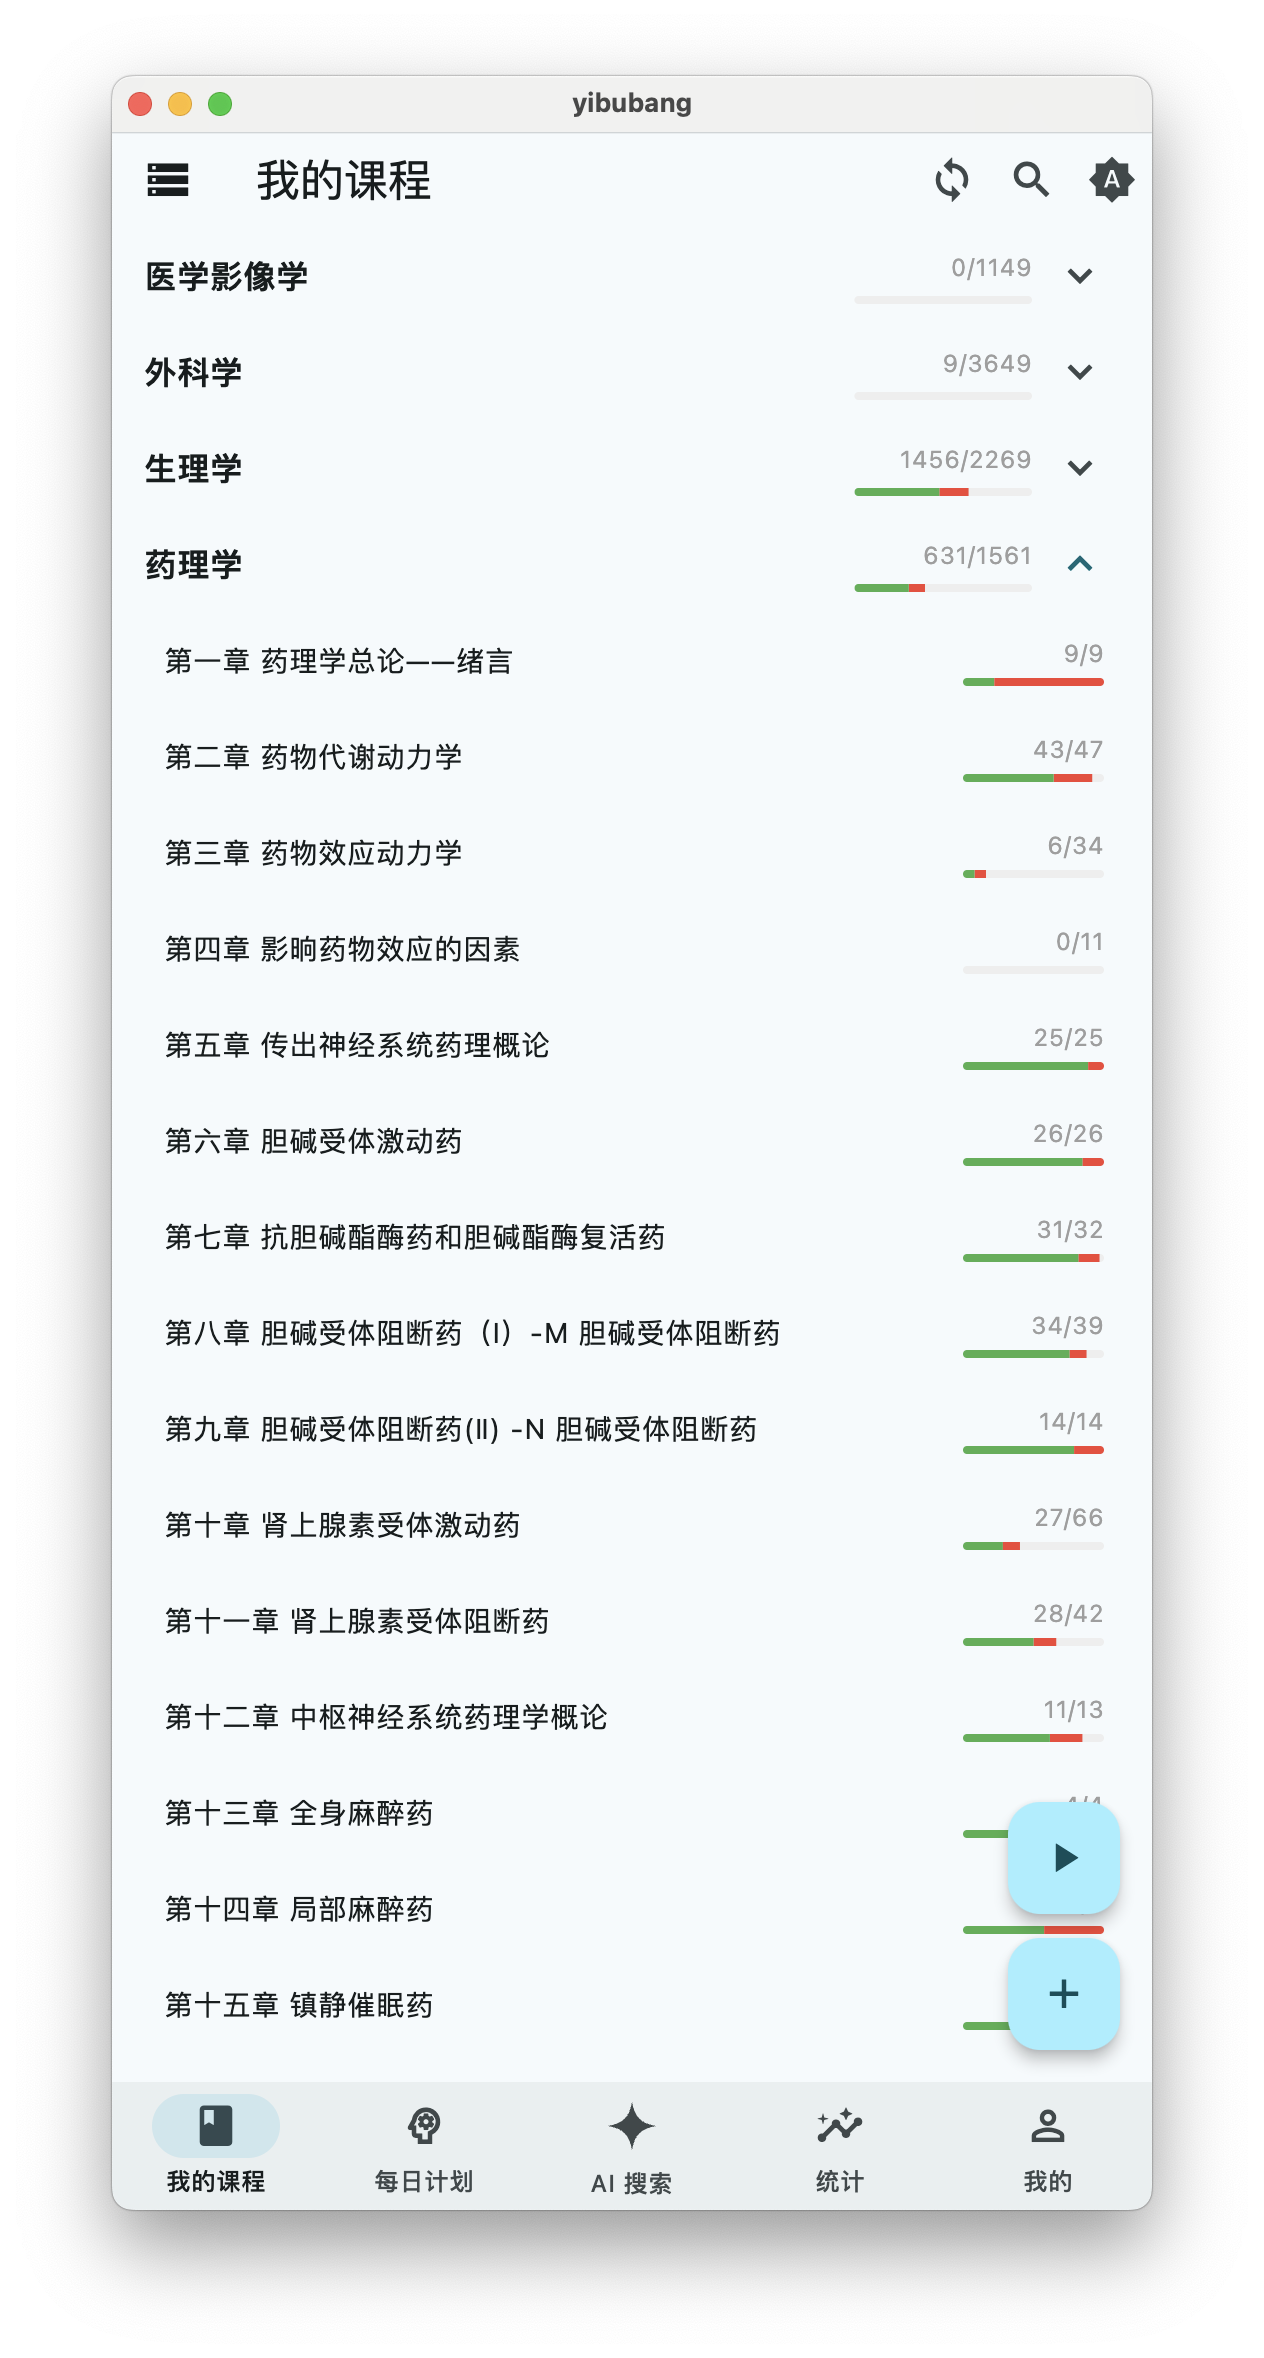 yibubang
我的课程
A
医学影像学 0/1149
外科学 9/3649
生理学 1456/2269
药理学 631/1561
第一章 药理学总论——绪言 9/9
第二章 药物代谢动力学 43/47
第三章 药物效应动力学 6/34
第四章 影响药物效应的因素 0/11
第五章 传出神经系统药理概论 25/25
第六章 胆碱受体激动药 26/26
第七章 抗胆碱酯酶药和胆碱酯酶复活药 31/32
第八章 胆碱受体阻断药（I）-M 胆碱受体阻断药 34/39
第九章 胆碱受体阻断药(II) -N 胆碱受体阻断药 14/14
第十章 肾上腺素受体激动药 27/66
第十一章 肾上腺素受体阻断药 28/42
第十二章 中枢神经系统药理学概论 11/13
第十三章 全身麻醉药
第十四章 局部麻醉药
第十五章 镇静催眠药
我的课程 每日计划 AI 搜索 统计 我的